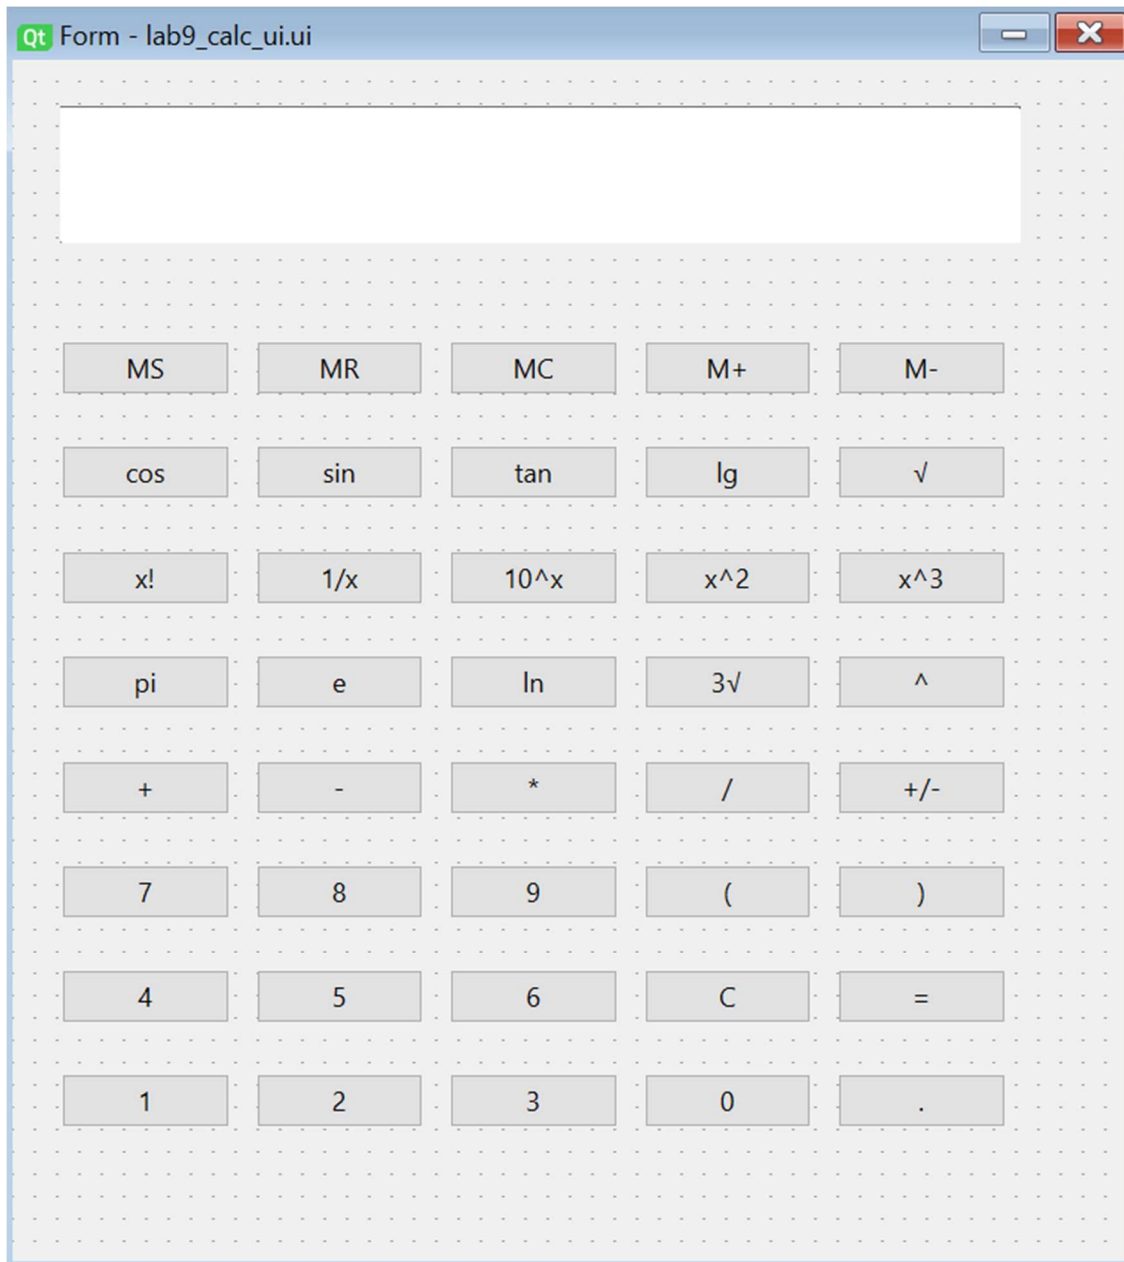 Qt Form - lab9_calc_ui.ui
MS MR MC M+ M-
cos sin tan lg √
x! 1/x 10^x x^2 x^3
pi e ln 3√ ^
+ - * / +/-
7 8 9 ( )
4 5 6 C =
1 2 3 0 .